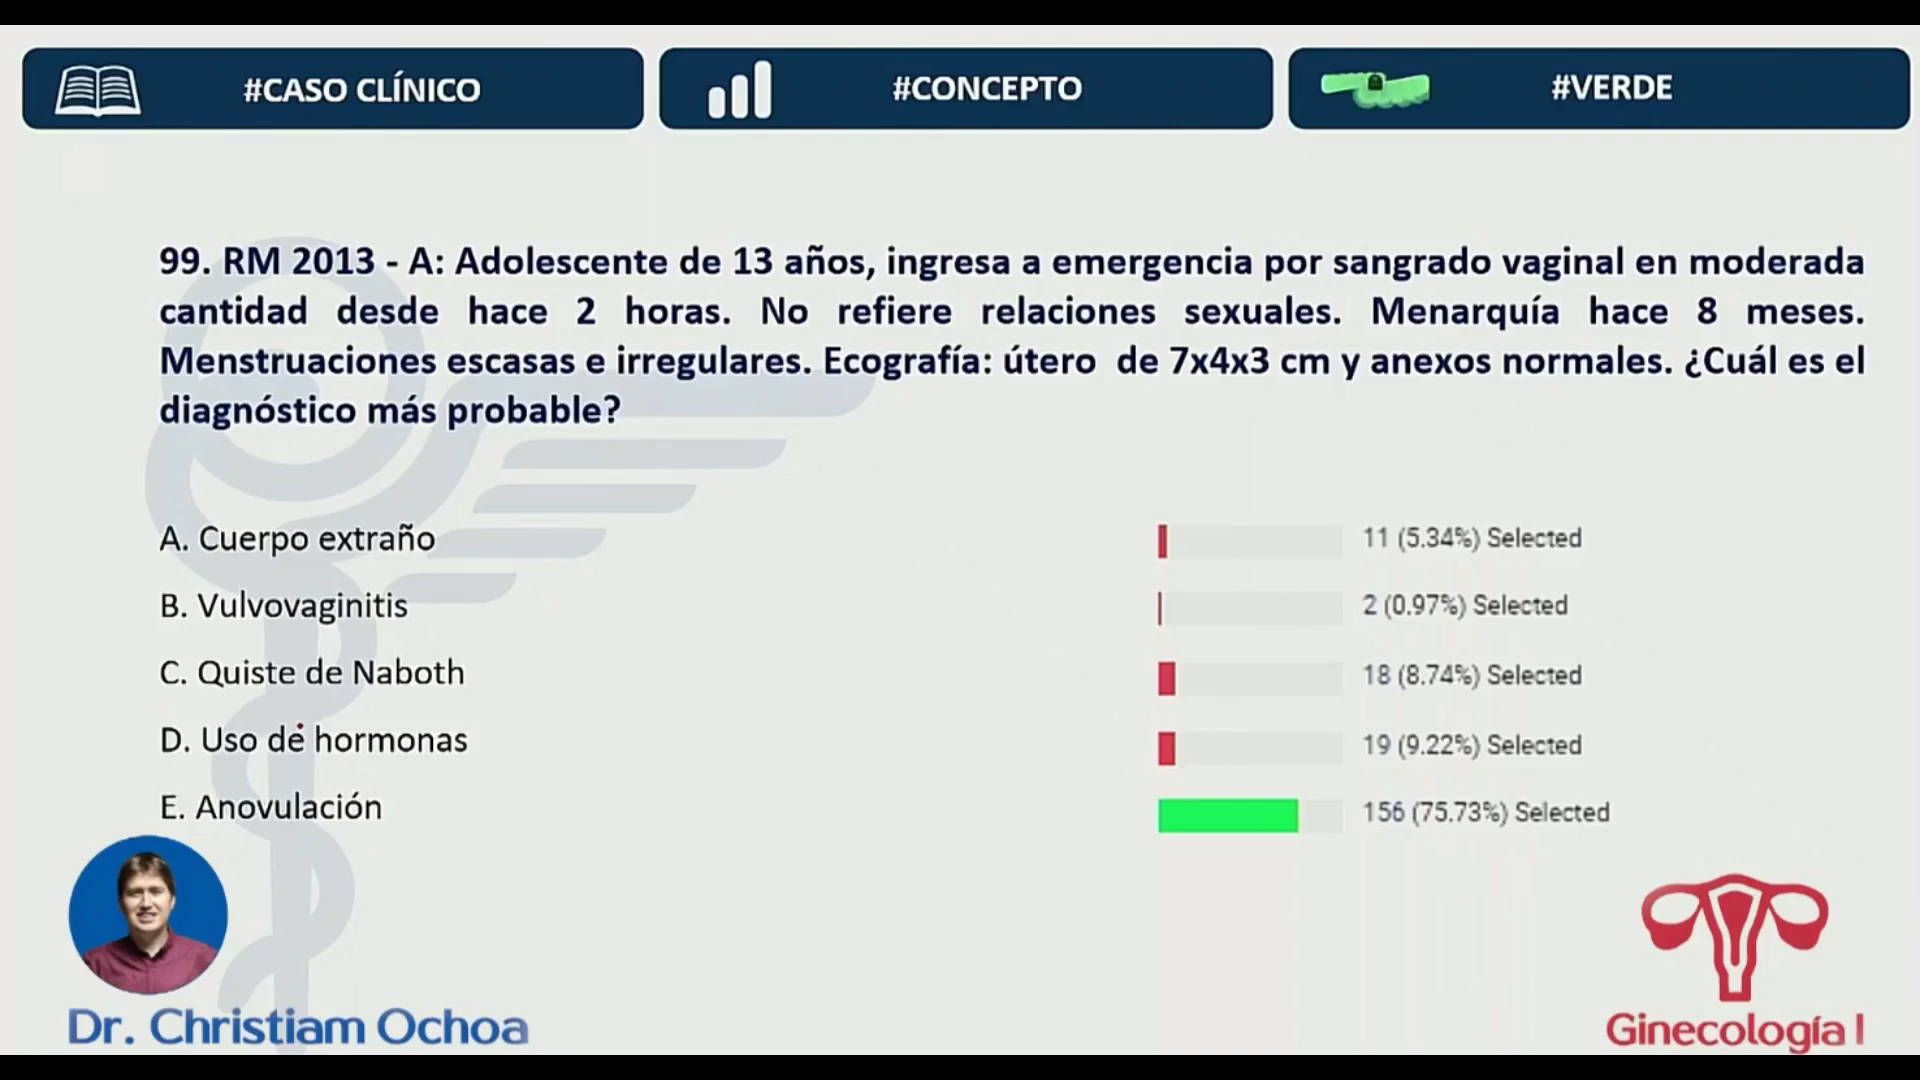 #CASO CLÍNICO
#CONCEPTO
#VERDE
99. RM 2013 - A: Adolescente de 13 años, ingresa a emergencia por sangrado vaginal en moderada
cantidad desde hace 2 horas. No refiere relaciones sexuales. Menarquía hace 8 meses.
Menstruaciones escasas e irregulares. Ecografía: útero de 7x4x3 cm y anexos normales. ¿Cuál es el
diagnóstico más probable?
A. Cuerpo extraño
11 (5.34%) Selected
B. Vulvovaginitis
2 (0.97%) Selected
C. Quiste de Naboth
18 (8.74%) Selected
D. Uso de hormonas
19 (9.22%) Selected
E. Anovulación
156 (75.73%) Selected
Dr. Christiam Ochoa
Ginecología I